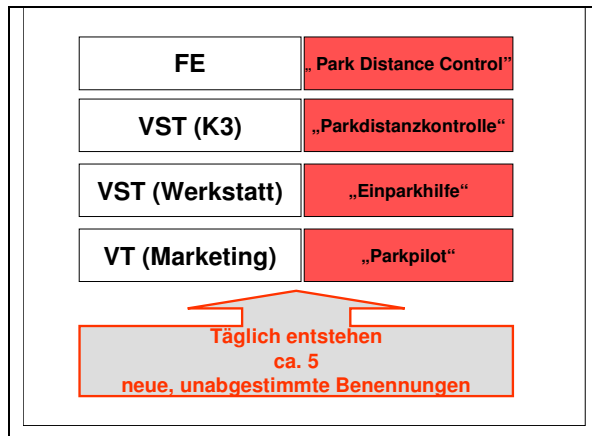 FE „ Park Distance Control”
VST (K3) „Parkdistanzkontrolle“
VST (Werkstatt) „Einparkhilfe“
VT (Marketing) „Parkpilot“
Täglich entstehen
ca. 5
neue, unabgestimmte Benennungen